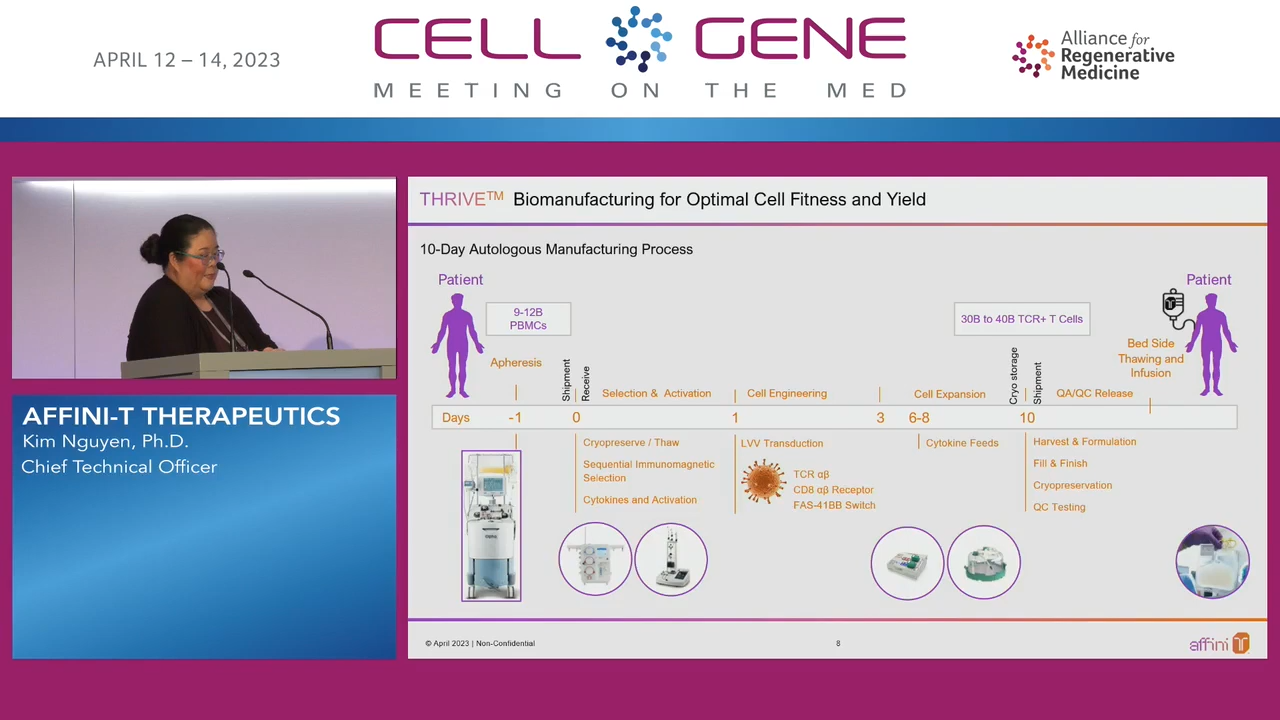 APRIL 12 – 14, 2023
CELL GENE
MEETING ON THE MED
Alliance for
Regenerative
Medicine
AFFINI-T THERAPEUTICS
Kim Nguyen, Ph.D.
Chief Technical Officer
THRIVE™ Biomanufacturing for Optimal Cell Fitness and Yield
10-Day Autologous Manufacturing Process
Patient
9-12B
PBMCs
Apheresis
Shipment
Receive
Selection & Activation
Cell Engineering
30B to 40B TCR+ T Cells
Cell Expansion
Cryo storage
Shipment
QA/QC Release
Patient
Bed Side
Thawing and
Infusion
Days -1 0 1 3 6-8 10
Cryopreserve / Thaw
Sequential Immunomagnetic
Selection
Cytokines and Activation
LVV Transduction
TCR αβ
CD8 αβ Receptor
FAS-41BB Switch
Cytokine Feeds
Harvest & Formulation
Fill & Finish
Cryopreservation
QC Testing
© April 2023 | Non-Confidential
8
affini T